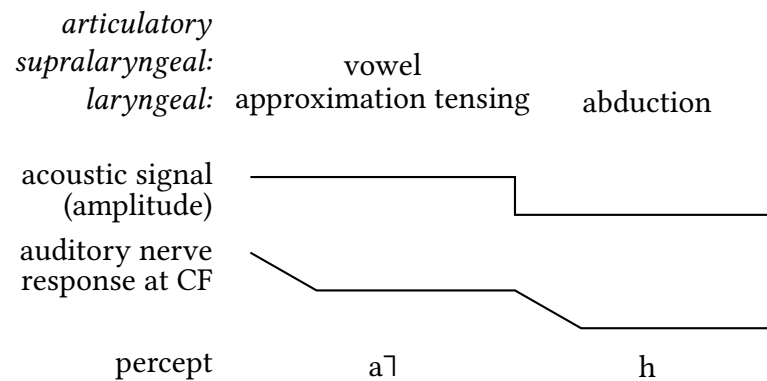 articulatory
supralaryngeal: vowel
laryngeal: approximation tensing abduction
acoustic signal
(amplitude)
auditory nerve
response at CF
percept a˥ h